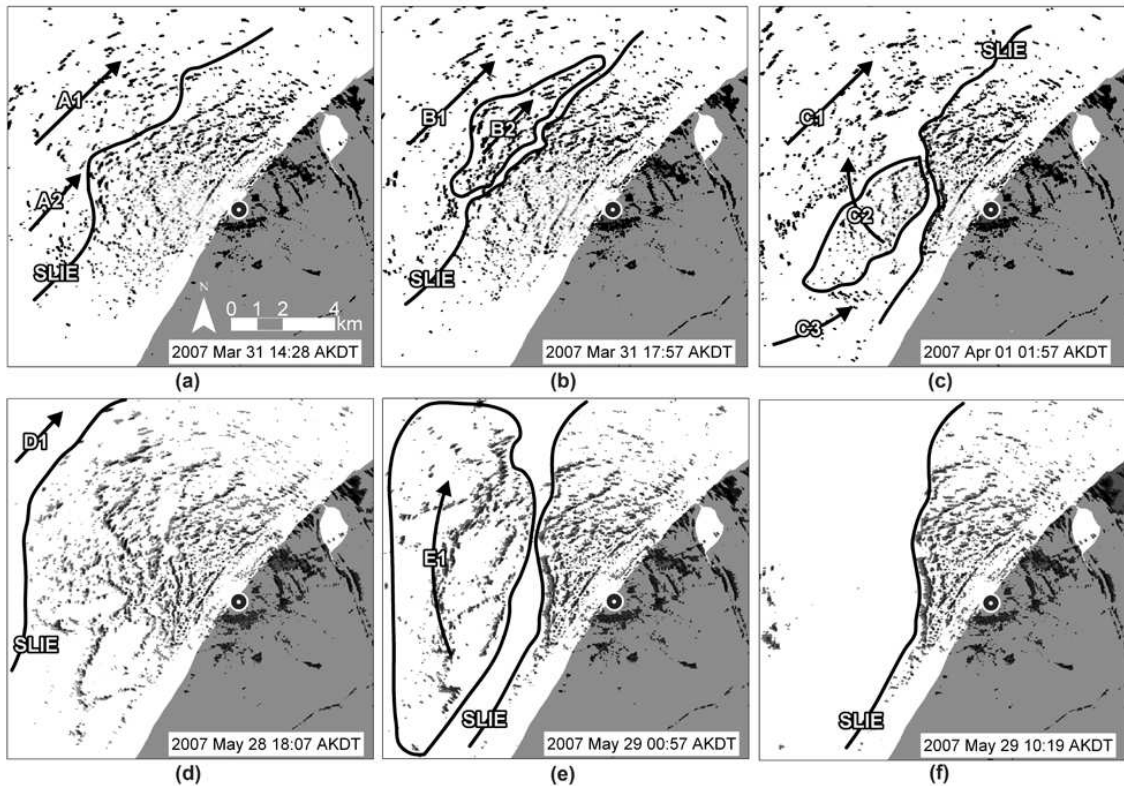 A1
A2
SLIE
N
0 1 2 4
km
2007 Mar 31 14:28 AKDT
(a)
B1
B2
SLIE
2007 Mar 31 17:57 AKDT
(b)
SLIE
C1
C2
C3
2007 Apr 01 01:57 AKDT
(c)
D1
SLIE
2007 May 28 18:07 AKDT
(d)
E1
SLIE
2007 May 29 00:57 AKDT
(e)
SLIE
2007 May 29 10:19 AKDT
(f)